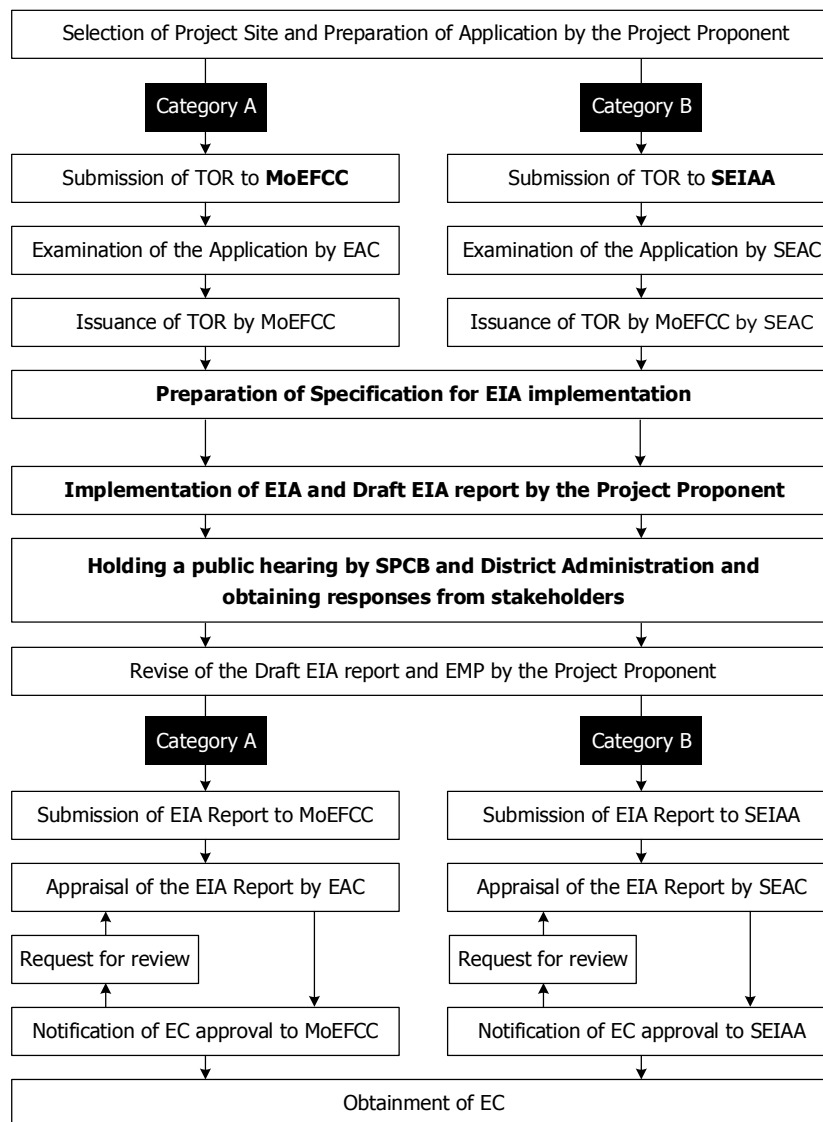 Selection of Project Site and Preparation of Application by the Project Proponent
Category A
Category B
Submission of TOR to MoEFCC
Submission of TOR to SEIAA
Examination of the Application by EAC
Examination of the Application by SEAC
Issuance of TOR by MoEFCC
Issuance of TOR by MoEFCC by SEAC
Preparation of Specification for EIA implementation
Implementation of EIA and Draft EIA report by the Project Proponent
Holding a public hearing by SPCB and District Administration and
obtaining responses from stakeholders
Revise of the Draft EIA report and EMP by the Project Proponent
Category A
Category B
Submission of EIA Report to MoEFCC
Submission of EIA Report to SEIAA
Appraisal of the EIA Report by EAC
Appraisal of the EIA Report by SEAC
Request for review
Request for review
Notification of EC approval to MoEFCC
Notification of EC approval to SEIAA
Obtainment of EC